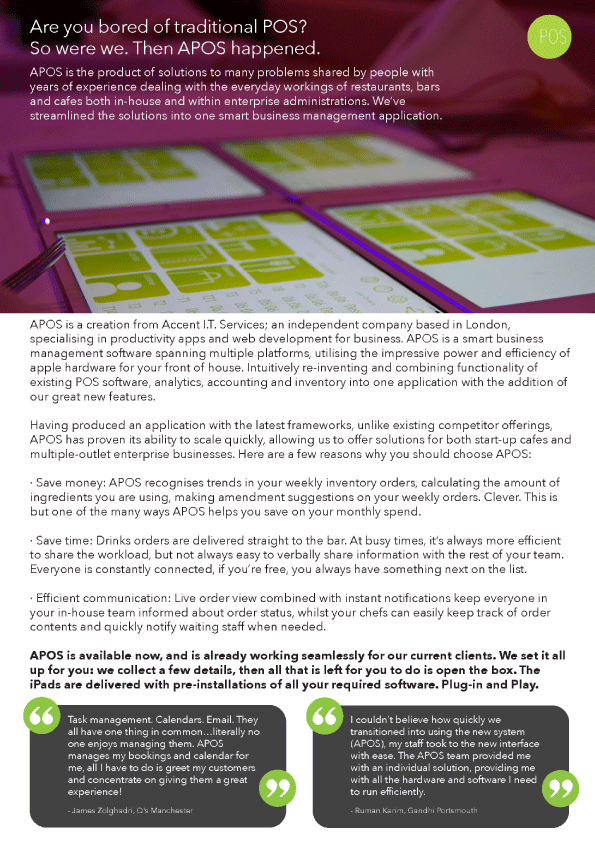 Are you bored of traditional POS?
So were we. Then APOS happened.
POS
APOS is the product of solutions to many problems shared by people with
years of experience dealing with the everyday workings of restaurants, bars
and cafes both in-house and within enterprise administrations. We've
streamlined the solutions into one smart business management application.
APOS is a creation from Accent I.T. Services; an independent company based in London,
specialising in productivity apps and web development for business. APOS is a smart business
management software spanning multiple platforms, utilising the impressive power and efficiency of
apple hardware for your front of house. Intuitively re-inventing and combining functionality of
existing POS software, analytics, accounting and inventory into one application with the addition of
our great new features.
Having produced an application with the latest frameworks, unlike existing competitor offerings,
APOS has proven its ability to scale quickly, allowing us to offer solutions for both start-up cafes and
multiple-outlet enterprise businesses. Here are a few reasons why you should choose APOS:
· Save money: APOS recognises trends in your weekly inventory orders, calculating the amount of
ingredients you are using, making amendment suggestions on your weekly orders. Clever. This is
but one of the many ways APOS helps you save on your monthly spend.
· Save time: Drinks orders are delivered straight to the bar. At busy times, it's always more efficient
to share the workload, but not always easy to verbally share information with the rest of your team.
Everyone is constantly connected, if you're free, you always have something next on the list.
· Efficient communication: Live order view combined with instant notifications keep everyone in
your in-house team informed about order status, whilst your chefs can easily keep track of order
contents and quickly notify waiting staff when needed.
APOS is available now, and is already working seamlessly for our current clients. We set it all
up for you: we collect a few details, then all that is left for you to do is open the box. The
iPads are delivered with pre-installations of all your required software. Plug-in and Play.
Task management. Calendars. Email. They
all have one thing in common…literally no
one enjoys managing them. APOS
manages my bookings and calendar for
me, all I have to do is greet my customers
and concentrate on giving them a great
experience!
- James Zolghadri, Q's Manchester
I couldn't believe how quickly we
transitioned into using the new system
(APOS), my staff took to the new interface
with ease. The APOS team provided me
with an individual solution, providing me
with all the hardware and software I need
to run efficiently.
- Ruman Karim, Gandhi Portsmouth